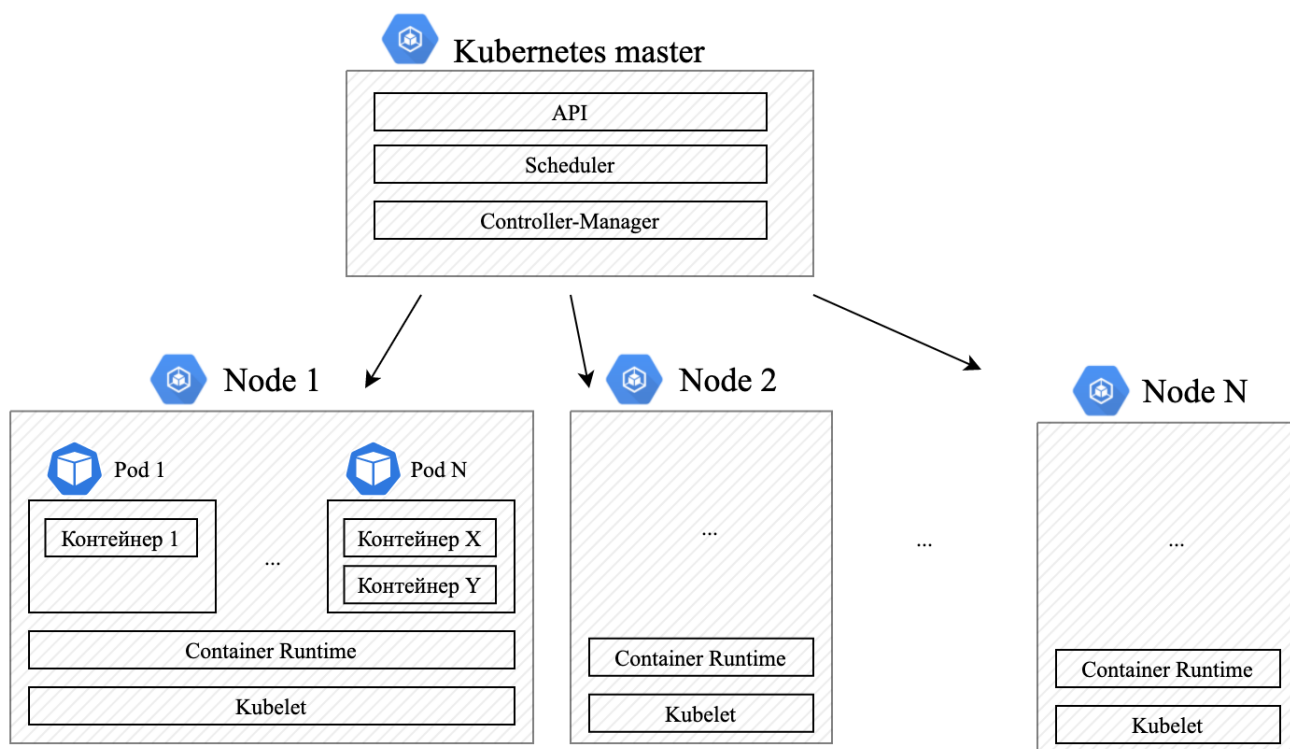 Kubernetes master
API
Scheduler
Controller-Manager
Node 1
Pod 1
Контейнер 1
...
Pod N
Контейнер X
Контейнер Y
Container Runtime
Kubelet
Node 2
...
Container Runtime
Kubelet
...
Node N
...
Container Runtime
Kubelet